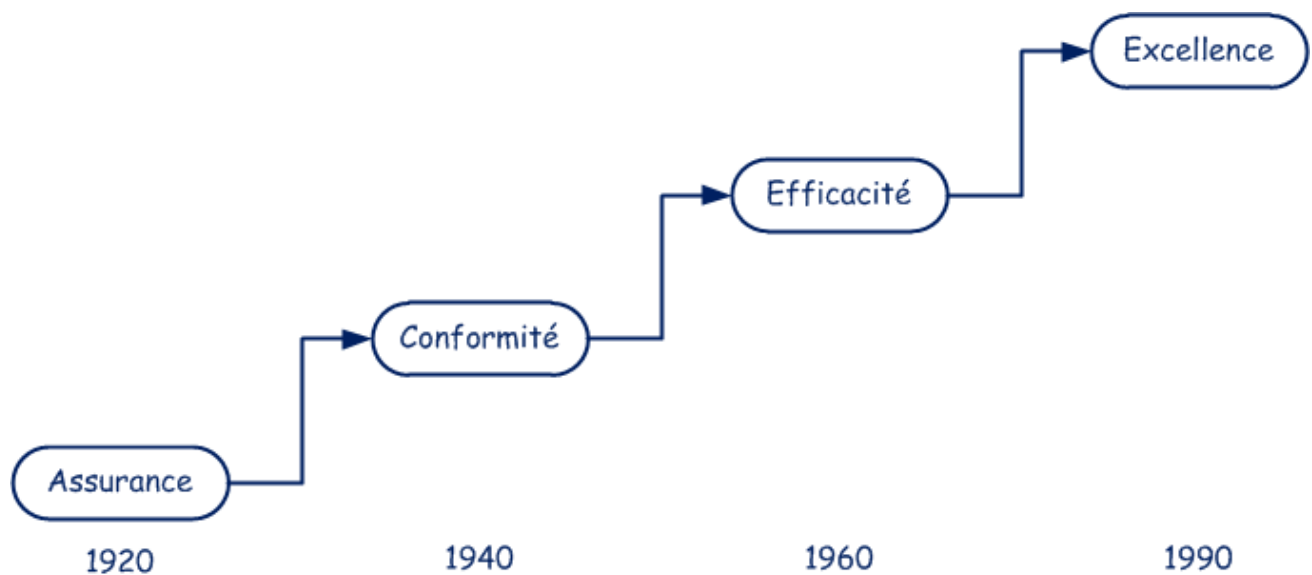 Excellence
Efficacité
Conformité
Assurance
1920 1940 1960 1990